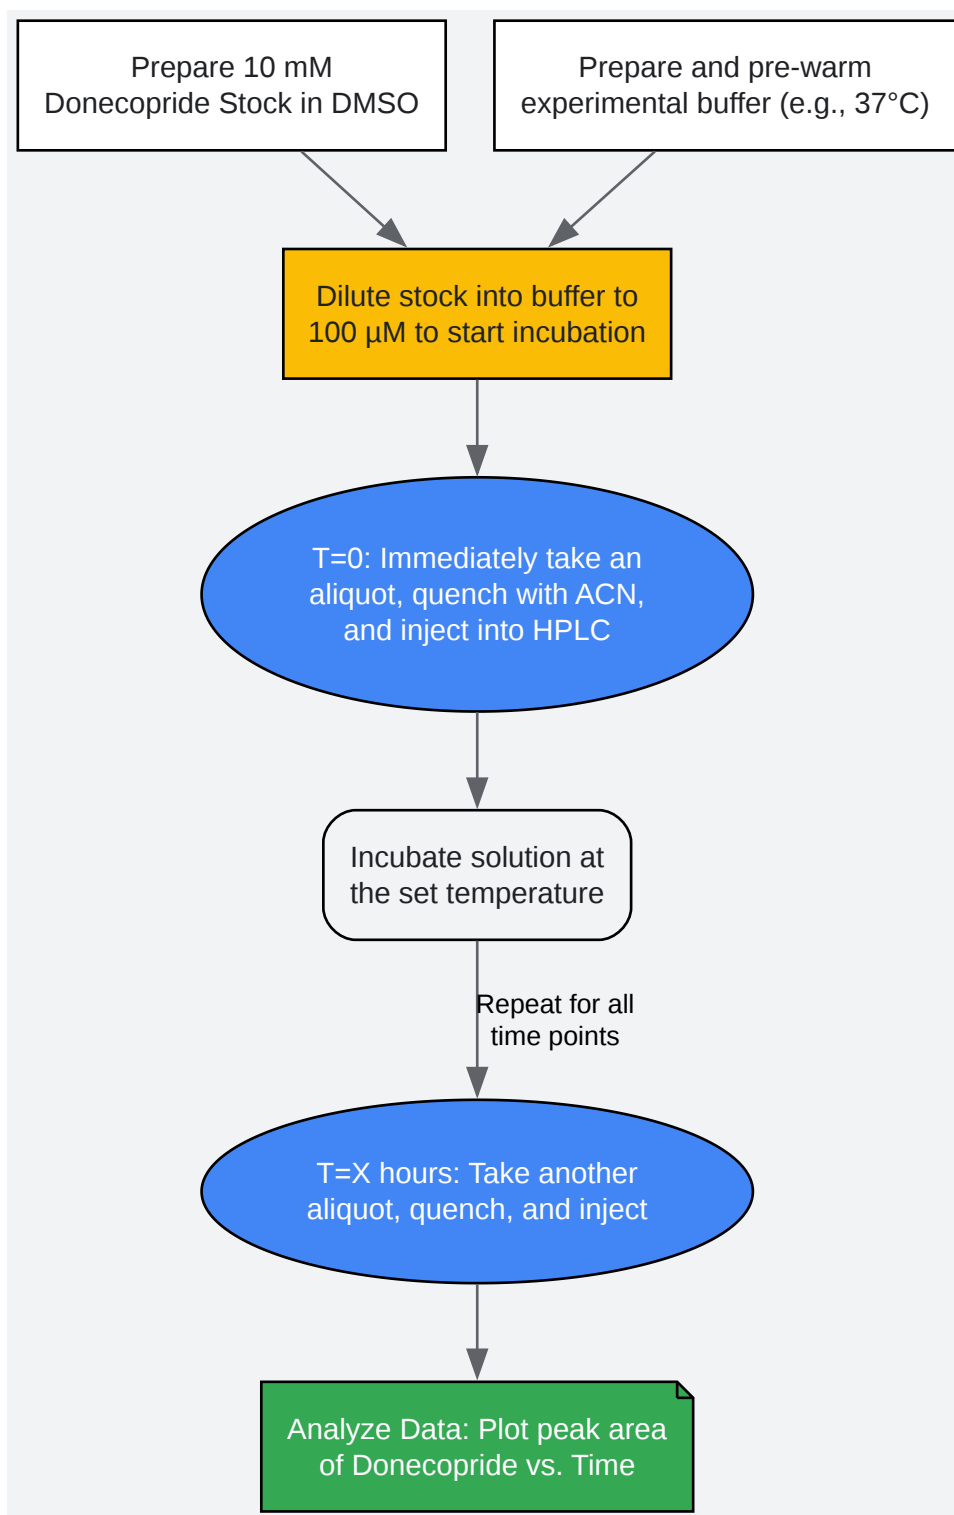 Prepare 10 mM
Donecopride Stock in DMSO
Prepare and pre-warm
experimental buffer (e.g., 37°C)
Dilute stock into buffer to
100 µM to start incubation
T=0: Immediately take an
aliquot, quench with ACN,
and inject into HPLC
Incubate solution at
the set temperature
Repeat for all
time points
T=X hours: Take another
aliquot, quench, and inject
Analyze Data: Plot peak area
of Donecopride vs. Time